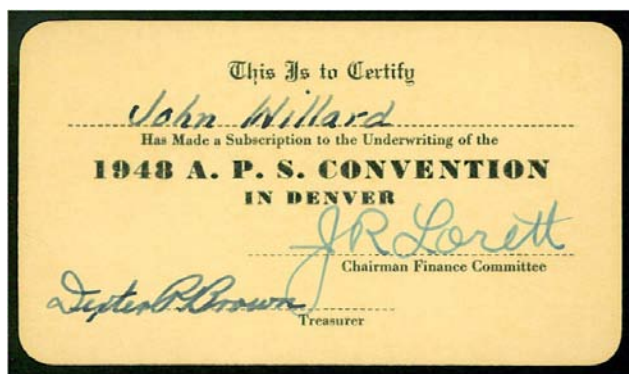 This Is to Certify
John Willard
Has Made a Subscription to the Underwriting of the
1948 A. P. S. CONVENTION
IN DENVER
J R Lorett
Chairman Finance Committee
Dexter P. Brown
Treasurer